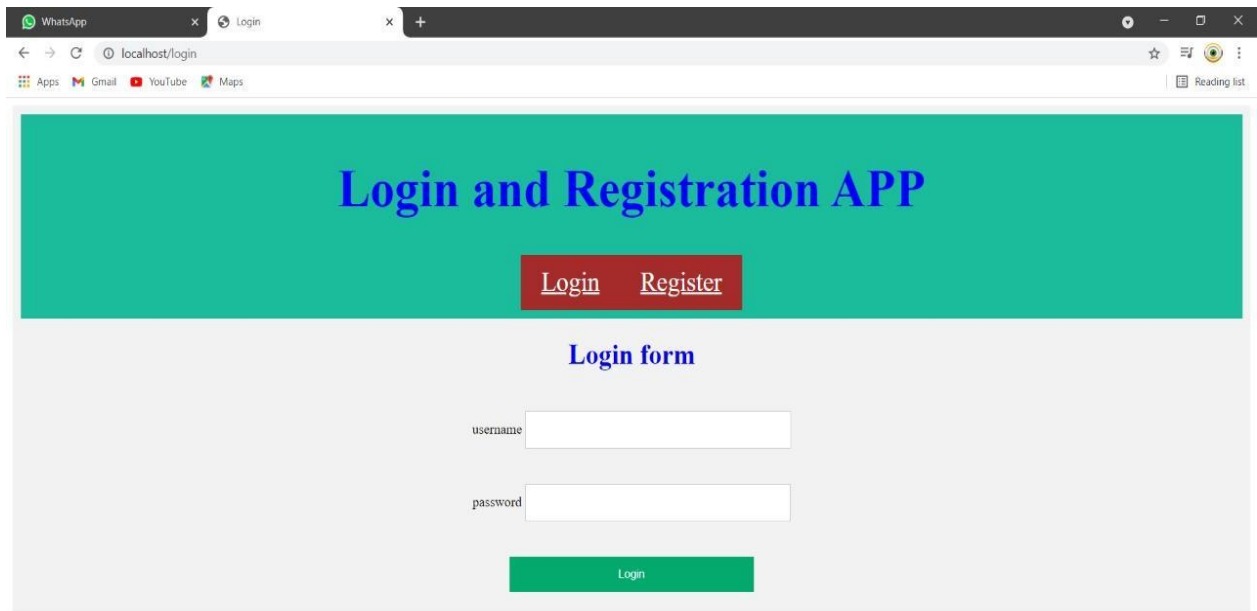 WhatsApp Login
localhost/login
Apps Gmail YouTube Maps Reading list
Login and Registration APP
Login Register
Login form
username
password
Login